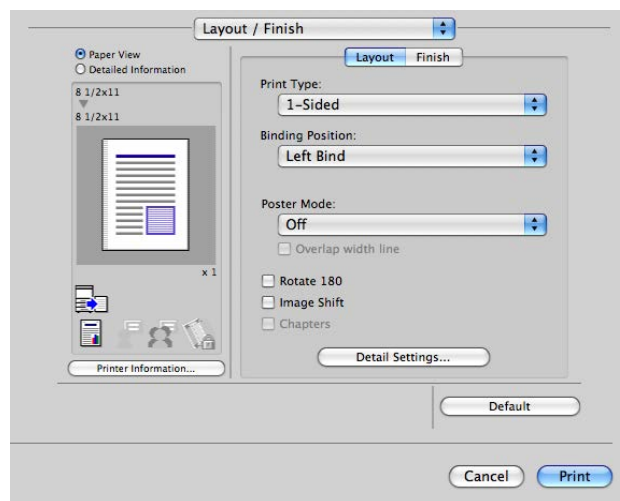 Layout / Finish
Paper View
Detailed Information
8 1/2x11
8 1/2x11
x 1
Printer Information...
Layout
Finish
Print Type:
1-Sided
Binding Position:
Left Bind
Poster Mode:
Off
Overlap width line
Rotate 180
Image Shift
Chapters
Detail Settings...
Default
Cancel
Print